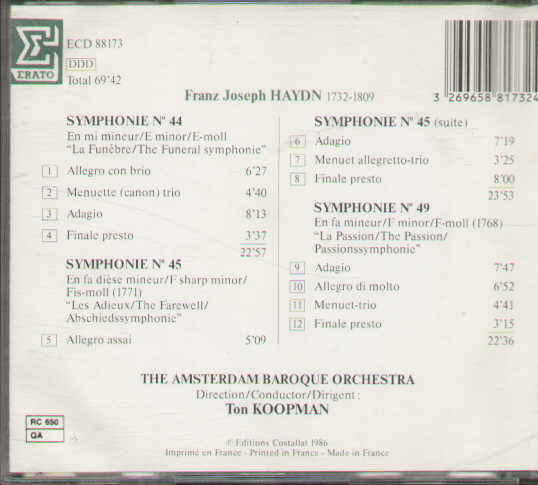 ERATO
ECD 88173
DDD
Total 69'42
Franz Joseph HAYDN 1732-1809
3 269658 817324
SYMPHONIE N° 44
En mi mineur/E minor/E-moll
"La Funèbre/The Funeral symphonie"
1 Allegro con brio 6'27
2 Menuette (canon) trio 4'40
3 Adagio 8'13
4 Finale presto 3'37
22'57
SYMPHONIE N° 45
En fa dièse mineur/F sharp minor/
Fis-moll (1771)
"Les Adieux/The Farewell/
Abschiedssymphonie"
5 Allegro assai 5'09
SYMPHONIE N° 45 (suite)
6 Adagio 7'19
7 Menuet allegretto-trio 3'25
8 Finale presto 8'00
23'53
SYMPHONIE N° 49
En fa mineur/F minor/F-moll (1768)
"La Passion/The Passion/
Passionssymphonic"
9 Adagio 7'47
10 Allegro di molto 6'52
11 Menuet-trio 4'41
12 Finale presto 3'15
22'36
THE AMSTERDAM BAROQUE ORCHESTRA
Direction/Conductor/Dirigent :
Ton KOOPMAN
RC 650
QA
℗ Editions Costallat 1986
Imprimé en France - Printed in France - Made in France